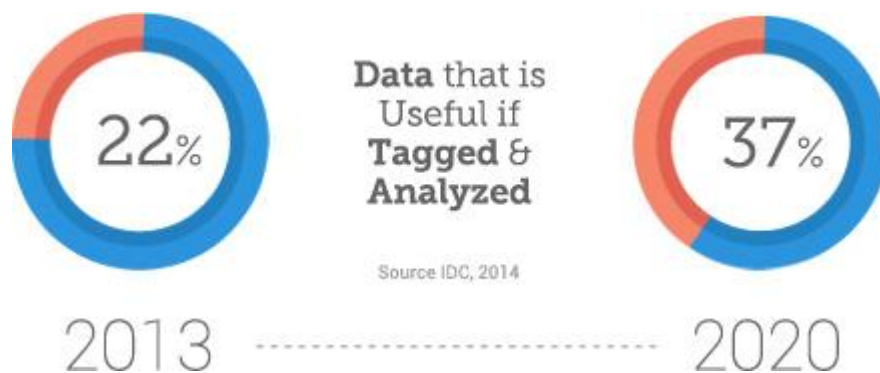 22%
Data that is
Useful if
Tagged &
Analyzed
37%
Source IDC, 2014
2013
2020